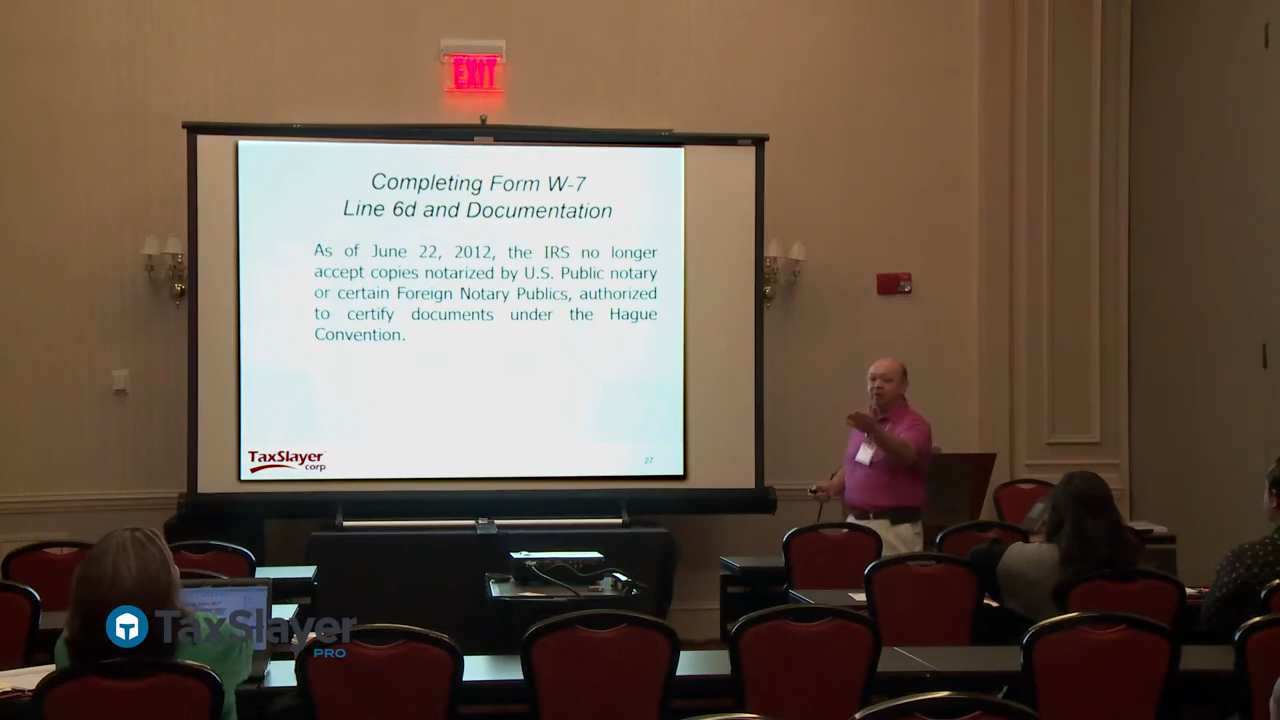 EXIT
Completing Form W-7
Line 6d and Documentation
As of June 22, 2012, the IRS no longer
accept copies notarized by U.S. Public notary
or certain Foreign Notary Publics, authorized
to certify documents under the Hague
Convention.
TaxSlayer
corp
27
TaxSlayer
PRO